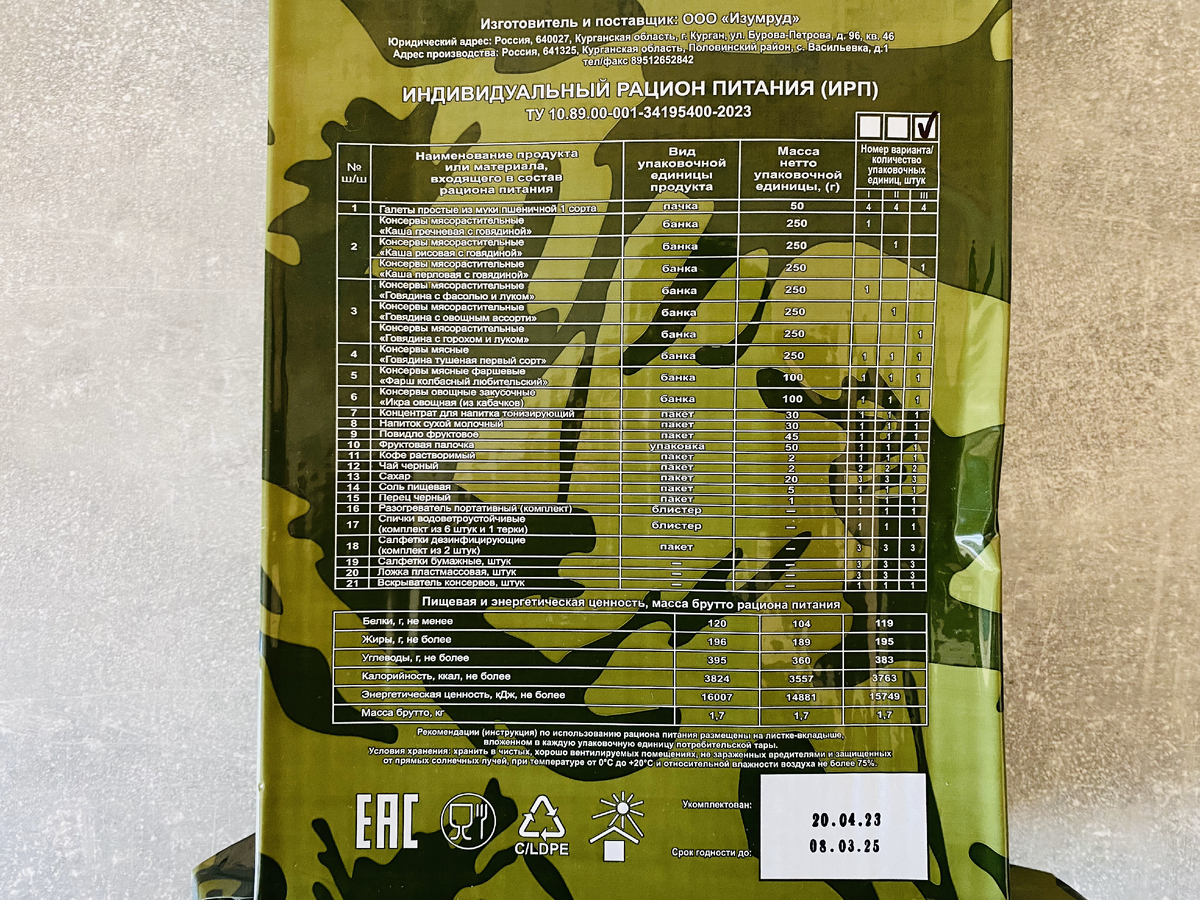 Изготовитель и поставщик: ООО «Изумруд»
Юридический адрес: Россия, 640027, Курганская область, г. Курган, ул. Бурова-Петрова, д. 96, кв. 46
Адрес производства: Россия, 641325, Курганская область, Половинский район, с. Васильевка, д.1
тел/факс 89512652842
ИНДИВИДУАЛЬНЫЙ РАЦИОН ПИТАНИЯ (ИРП)
ТУ 10.89.00-001-34195400-2023
№ ш/ш Наименование продукта или материала, входящего в состав рациона питания Вид упаковочной единицы продукта Масса нетто упаковочной единицы, (г) Номер варианта/ количество упаковочных единиц, штук
I II III
1 Галеты простые из муки пшеничной 1 сорта пачка 50 4 4 4
2 Консервы мясорастительные
«Каша гречневая с говядиной» банка 250 1
Консервы мясорастительные
«Каша рисовая с говядиной» банка 250 1
Консервы мясорастительные
«Каша перловая с говядиной» банка 250 1
3 Консервы мясорастительные
«Говядина с фасолью и луком» банка 250 1
Консервы мясорастительные
«Говядина с овощным ассорти» банка 250 1
Консервы мясорастительные
«Говядина с горохом и луком» банка 250 1
4 Консервы мясные
«Говядина тушеная первый сорт» банка 250 1 1 1
5 Консервы мясные фаршевые
«Фарш колбасный любительский» банка 100 1 1 1
6 Консервы овощные закусочные
«Икра овощная (из кабачков) банка 100 1 1 1
7 Концентрат для напитка тонизирующий пакет 30 1 1 1
8 Напиток сухой молочный пакет 30 1 1 1
9 Повидло фруктовое пакет 45 1 1 1
10 Фруктовая палочка упаковка 50 1 1 1
11 Кофе растворимый пакет 2 1 1 1
12 Чай черный пакет 2 2 2 2
13 Сахар пакет 20 3 3 3
14 Соль пищевая пакет 5 1 1 1
15 Перец черный пакет 1 1 1 1
16 Разогреватель портативный (комплект) блистер — 1 1 1
17 Спички водоветроустойчивые
(комплект из 6 штук и 1 терки) блистер - 1 1 1
18 Салфетки дезинфицирующие
(комплект из 2 штук) пакет — 3 3 3
19 Салфетки бумажные, штук — — 3 3 3
20 Ложка пластмассовая, штук — — 3 3 3
21 Вскрыватель консервов, штук — — 1 1 1
Пищевая и энергетическая ценность, масса брутто рациона питания
Белки, г, не менее 120 104 119
Жиры, г, не более 196 189 195
Углеводы, г, не более 395 360 383
Калорийность, ккал, не более 3824 3557 3763
Энергетическая ценность, кДж, не более 16007 14881 15749
Масса брутто, кг 1,7 1,7 1,7
Рекомендации (инструкция) по использованию рациона питания размещены на листке-вкладыше,
вложенном в каждую упаковочную единицу потребительской тары.
Условия хранения: хранить в чистых, хорошо вентилируемых помещениях, не зараженных вредителями и защищенных
от прямых солнечных лучей, при температуре от 0°С до +20°С и относительной влажности воздуха не более 75%.
ЕАС
C/LDPE
Укомплектован: 20.04.23
Срок годности до: 08.03.25